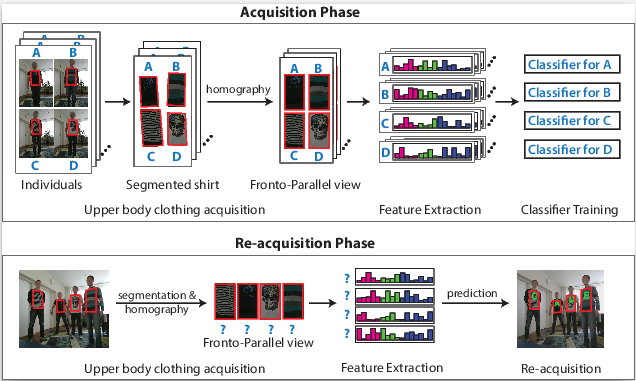 Acquisition Phase
A B
C D
Individuals
A B
C D
Segmented shirt
homography
A B
C D
Fronto-Parallel view
Upper body clothing acquisition
A
B
C
D
Feature Extraction
Classifier for A
Classifier for B
Classifier for C
Classifier for D
Classifier Training
Re-acquisition Phase
segmentation &
homography
? ? ? ?
Fronto-Parallel view
Upper body clothing acquisition
?
?
?
?
Feature Extraction
prediction
Re-acquisition